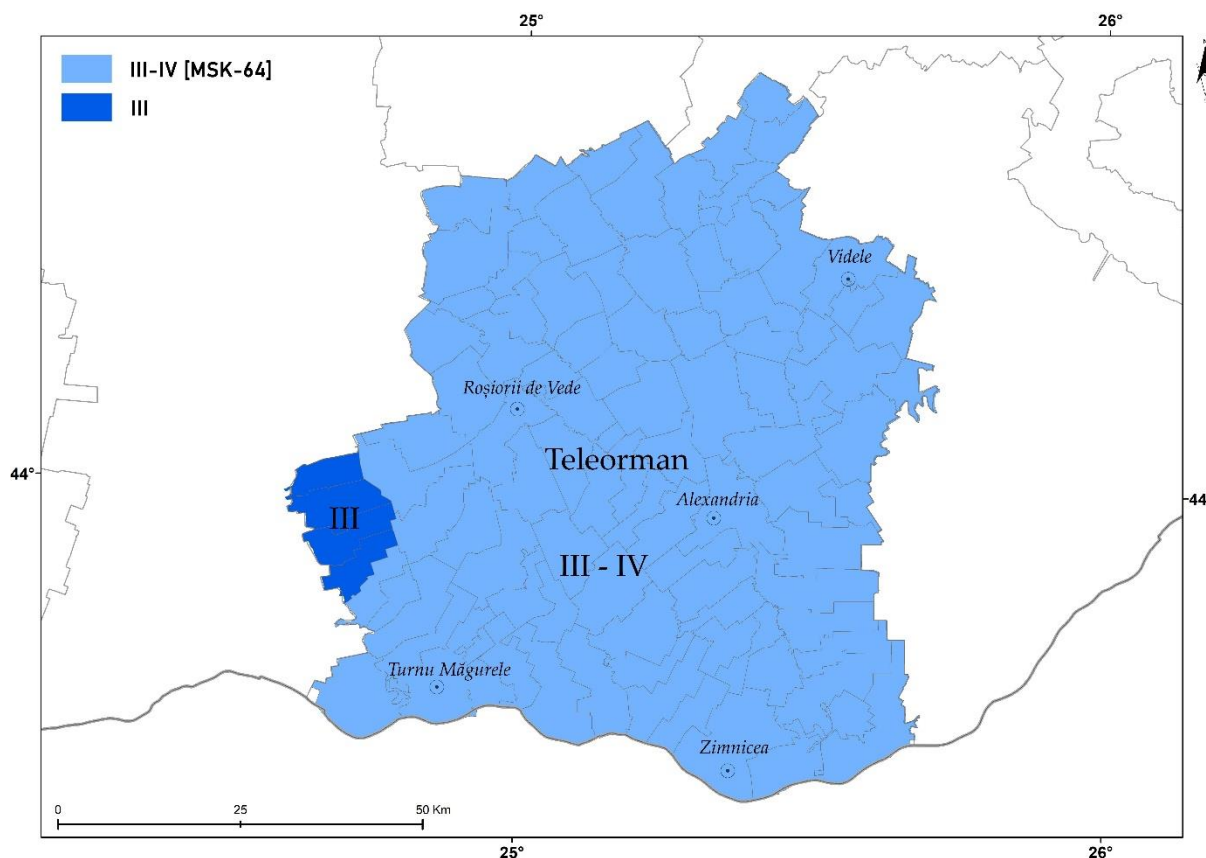 25°
26°
III-IV [MSK-64]
III
N
Videle
Roșiorii de Vede
Teleorman
44°
Alexandria
44
III
III - IV
Turnu Măgurele
Zimnicea
0
25
50 Km
25°
26°